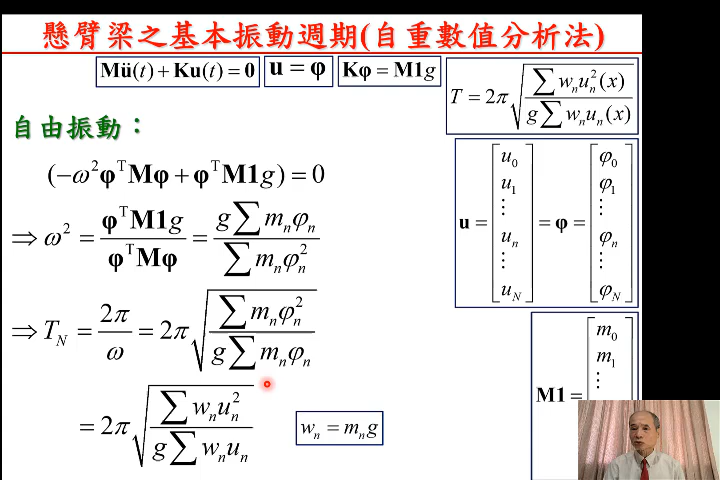 懸臂梁之基本振動週期(自重數值分析法)
Mü(t) + Ku(t) = 0
u = φ
Kφ = M1g
T = 2π √( ∑ wₙuₙ²(x) / g∑ wₙuₙ(x) )
自由振動：
(−ω²φᵀMφ + φᵀM1g) = 0
⇒ ω² = φᵀM1g / φᵀMφ = g∑ mₙφₙ / ∑ mₙφₙ²
⇒ T_N = 2π / ω = 2π √( ∑ mₙφₙ² / g∑ mₙφₙ )
= 2π √( ∑ wₙuₙ² / g∑ wₙuₙ )
wₙ = mₙg
u = [u₀ u₁ ⋮ uₙ ⋮ u_N] = φ = [φ₀ φ₁ ⋮ φₙ ⋮ φ_N]
M1 = [m₀ m₁ ⋮